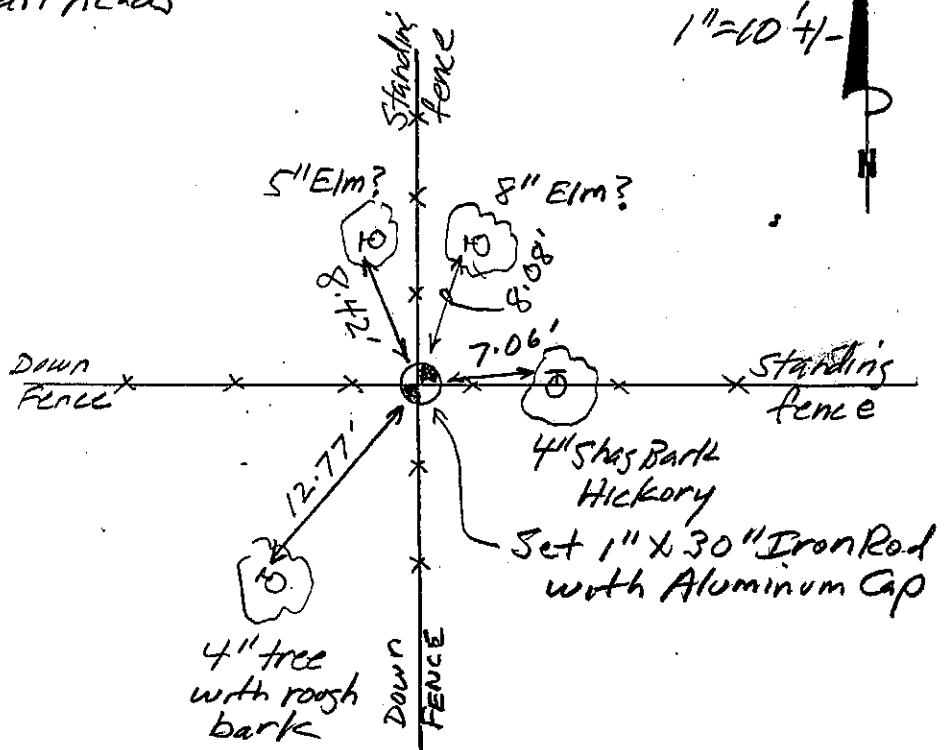 1"=10'+/-
N
Standing
fence
5" Elm?
8" Elm?
8.42'
8.08'
7.06'
Down
Fence
Standing
fence
4" Shag Bark
Hickory
12.77'
Set 1" X 30" Iron Rod
with Aluminum Cap
4" tree
with rough
bark
DOWN
FENCE